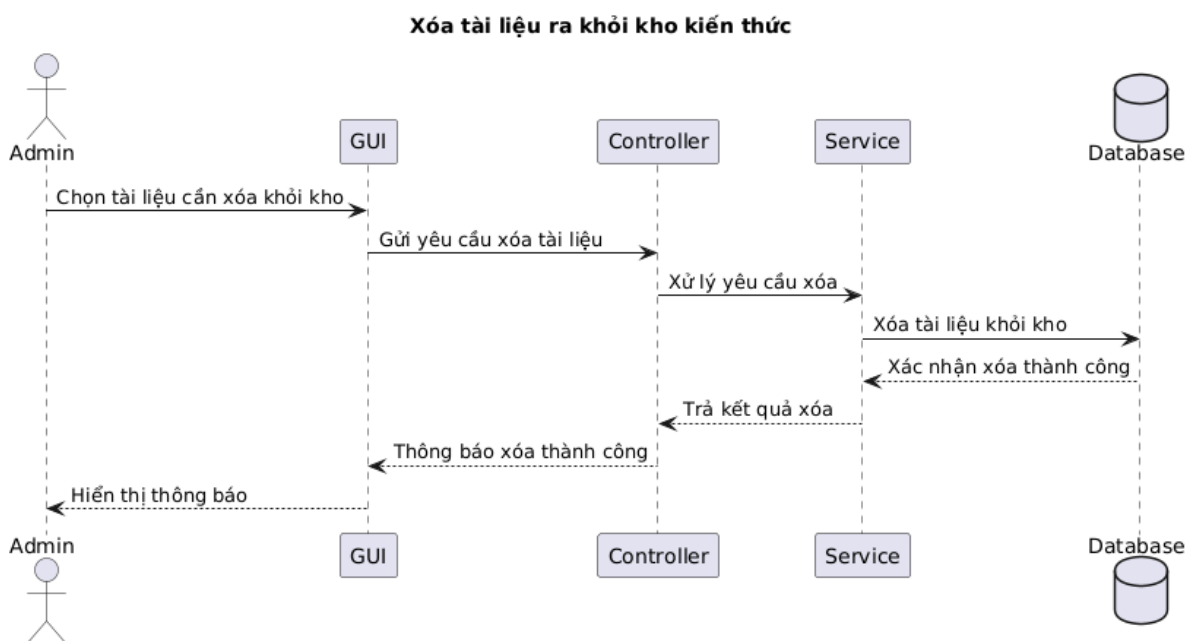 Xóa tài liệu ra khỏi kho kiến thức
Admin
GUI
Controller
Service
Database
Chọn tài liệu cần xóa khỏi kho
Gửi yêu cầu xóa tài liệu
Xử lý yêu cầu xóa
Xóa tài liệu khỏi kho
Xác nhận xóa thành công
Trả kết quả xóa
Thông báo xóa thành công
Hiển thị thông báo
Admin
GUI
Controller
Service
Database